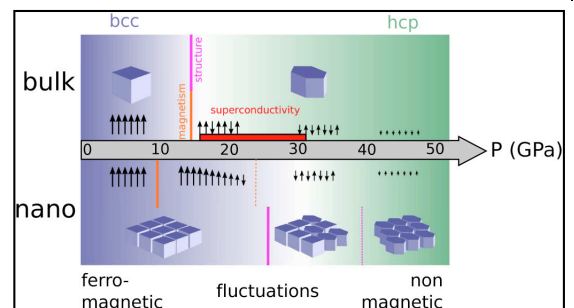 bcc
hcp
bulk
structure
magnetism
superconductivity
0 10 20 30 40 50 P (GPa)
nano
ferro-
magnetic
fluctuations
non
magnetic